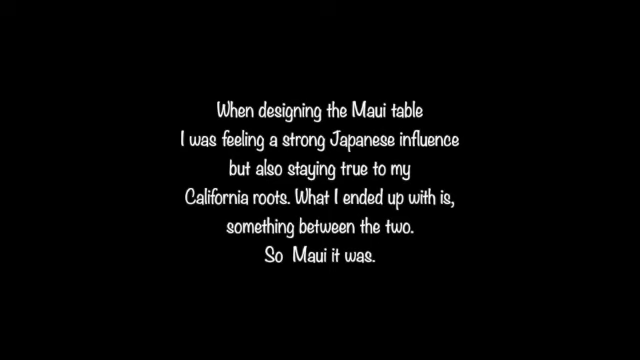 When designing the Maui table
I was feeling a strong Japanese influence
but also staying true to my
California roots. What I ended up with is,
something between the two.
So  Maui it was.